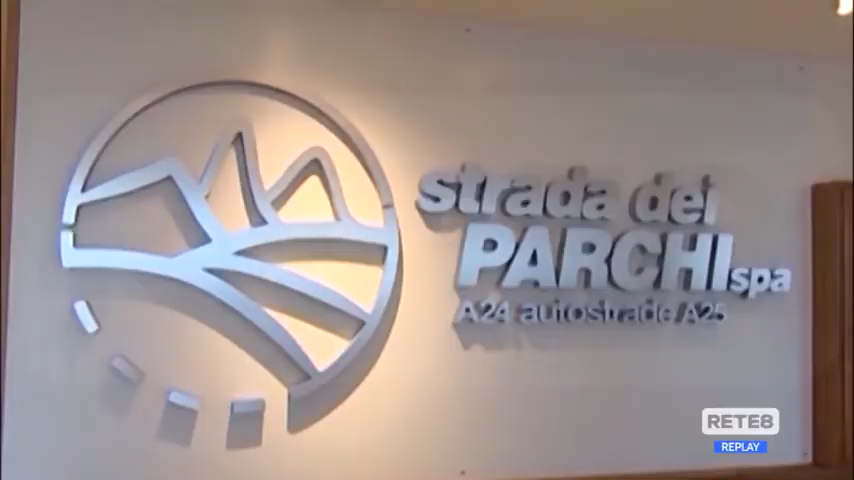 strada dei
PARCHI spa
A24 autostrade A25
RETE8
REPLAY